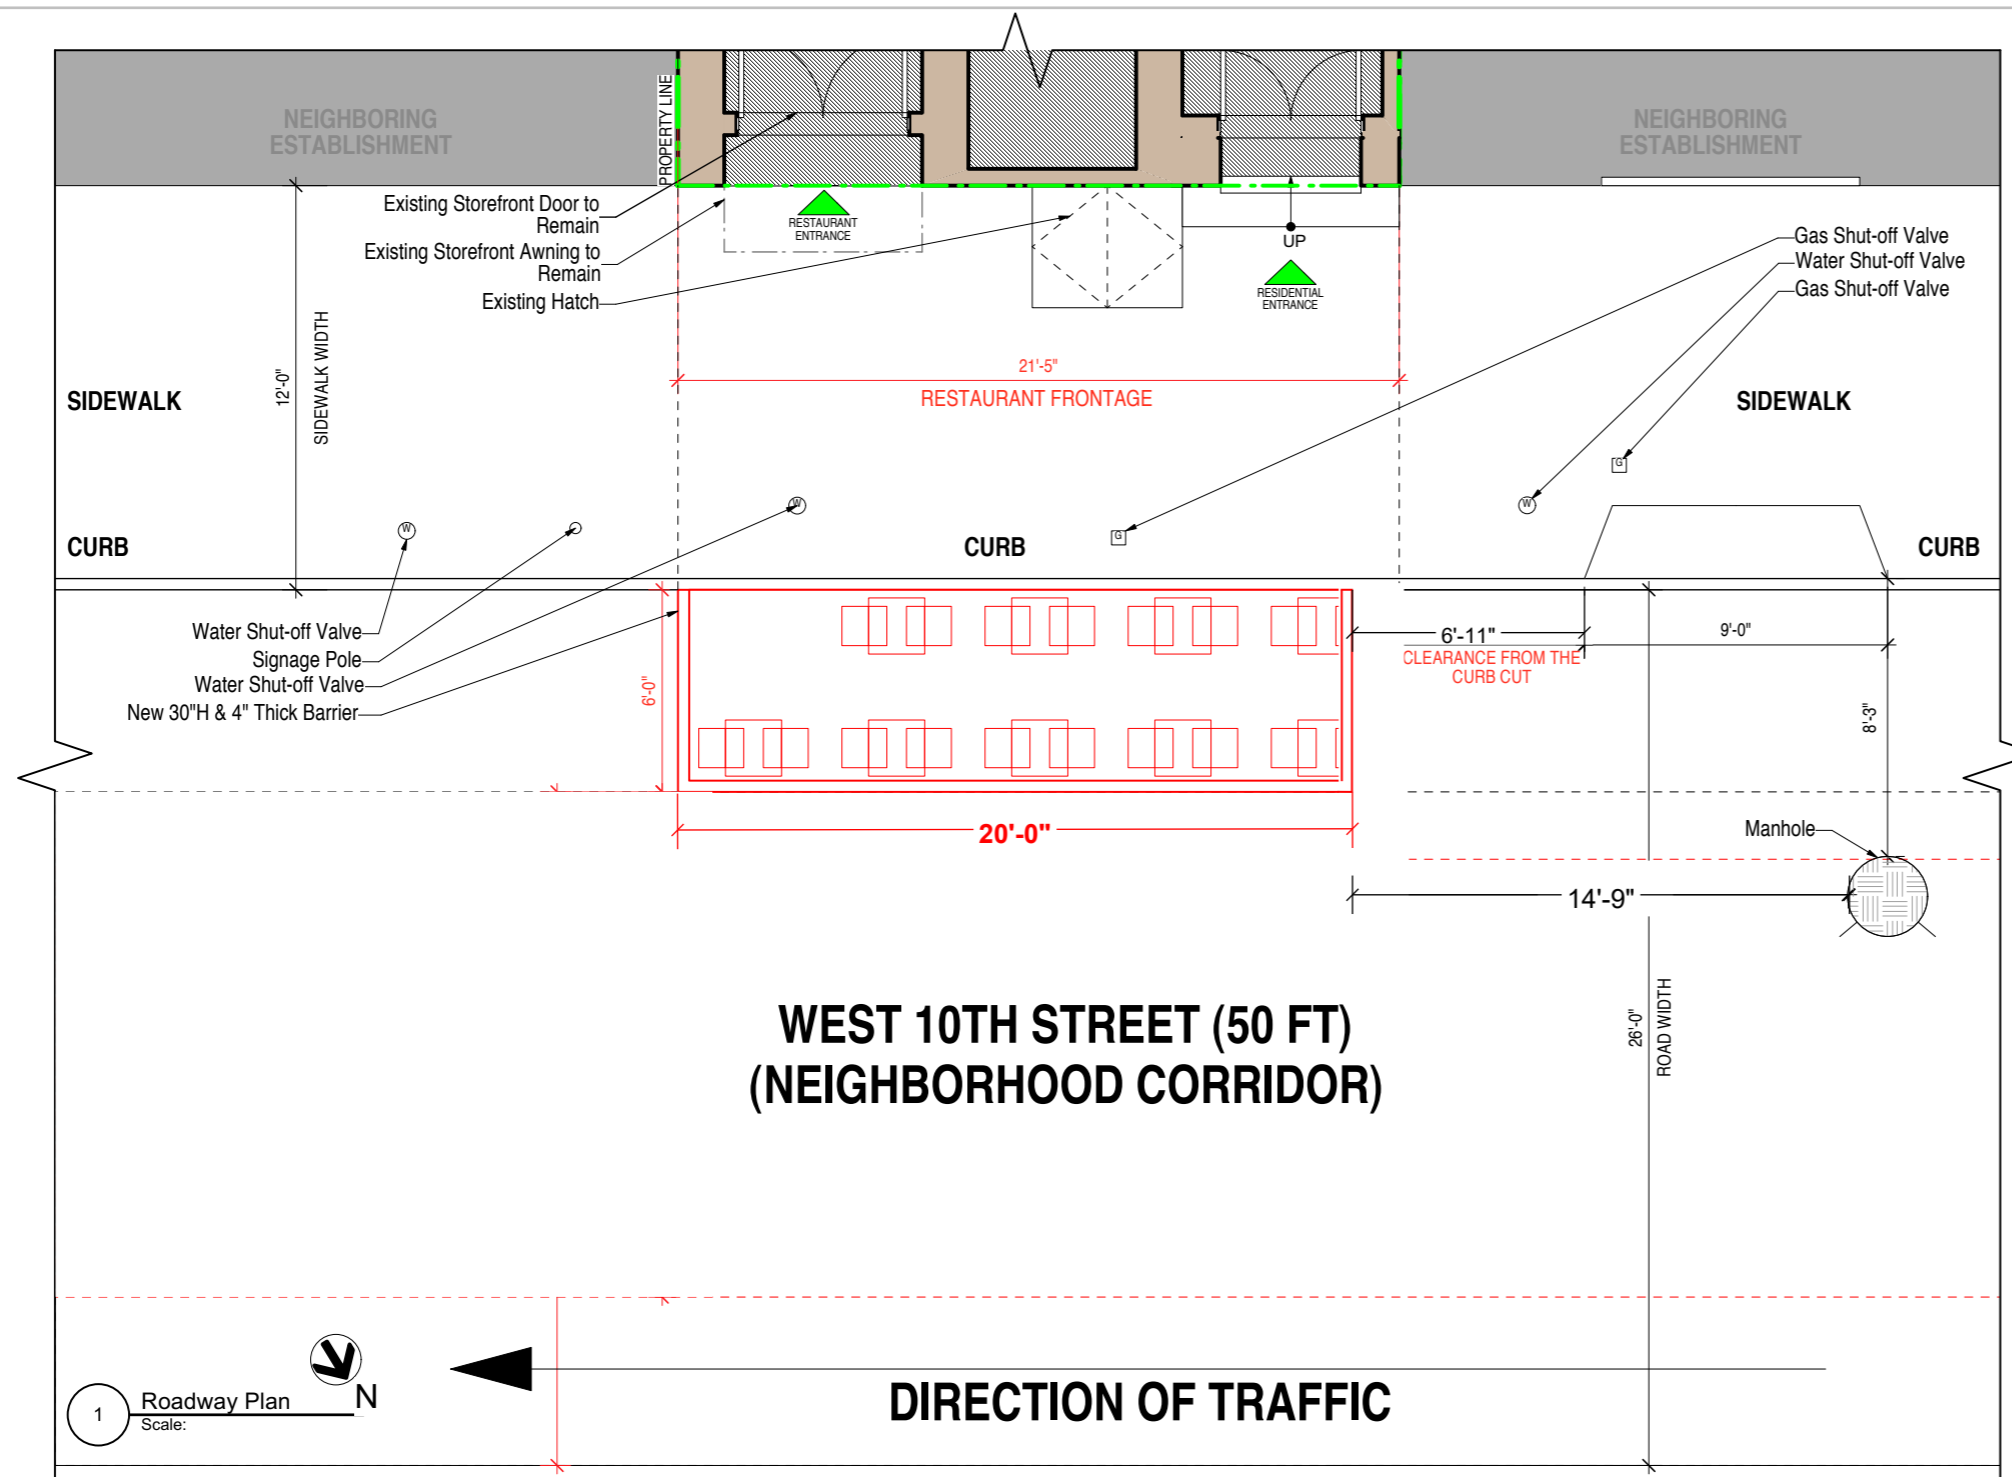 NEIGHBORING
ESTABLISHMENT
PROPERTY LINE
NEIGHBORING
ESTABLISHMENT
Existing Storefront Door to
Remain
Existing Storefront Awning to
Remain
Existing Hatch
RESTAURANT
ENTRANCE
UP
RESIDENTIAL
ENTRANCE
Gas Shut-off Valve
Water Shut-off Valve
Gas Shut-off Valve
12'-0"
SIDEWALK WIDTH
21'-5"
RESTAURANT FRONTAGE
SIDEWALK
SIDEWALK
G
W
W
W
G
CURB
CURB
CURB
Water Shut-off Valve
Signage Pole
Water Shut-off Valve
New 30"H & 4" Thick Barrier
6'-0"
6'-11"
CLEARANCE FROM THE
CURB CUT
9'-0"
8'-3"
20'-0"
Manhole
14'-9"
WEST 10TH STREET (50 FT)
(NEIGHBORHOOD CORRIDOR)
26'-0"
ROAD WIDTH
N
1
Roadway Plan
Scale:
DIRECTION OF TRAFFIC